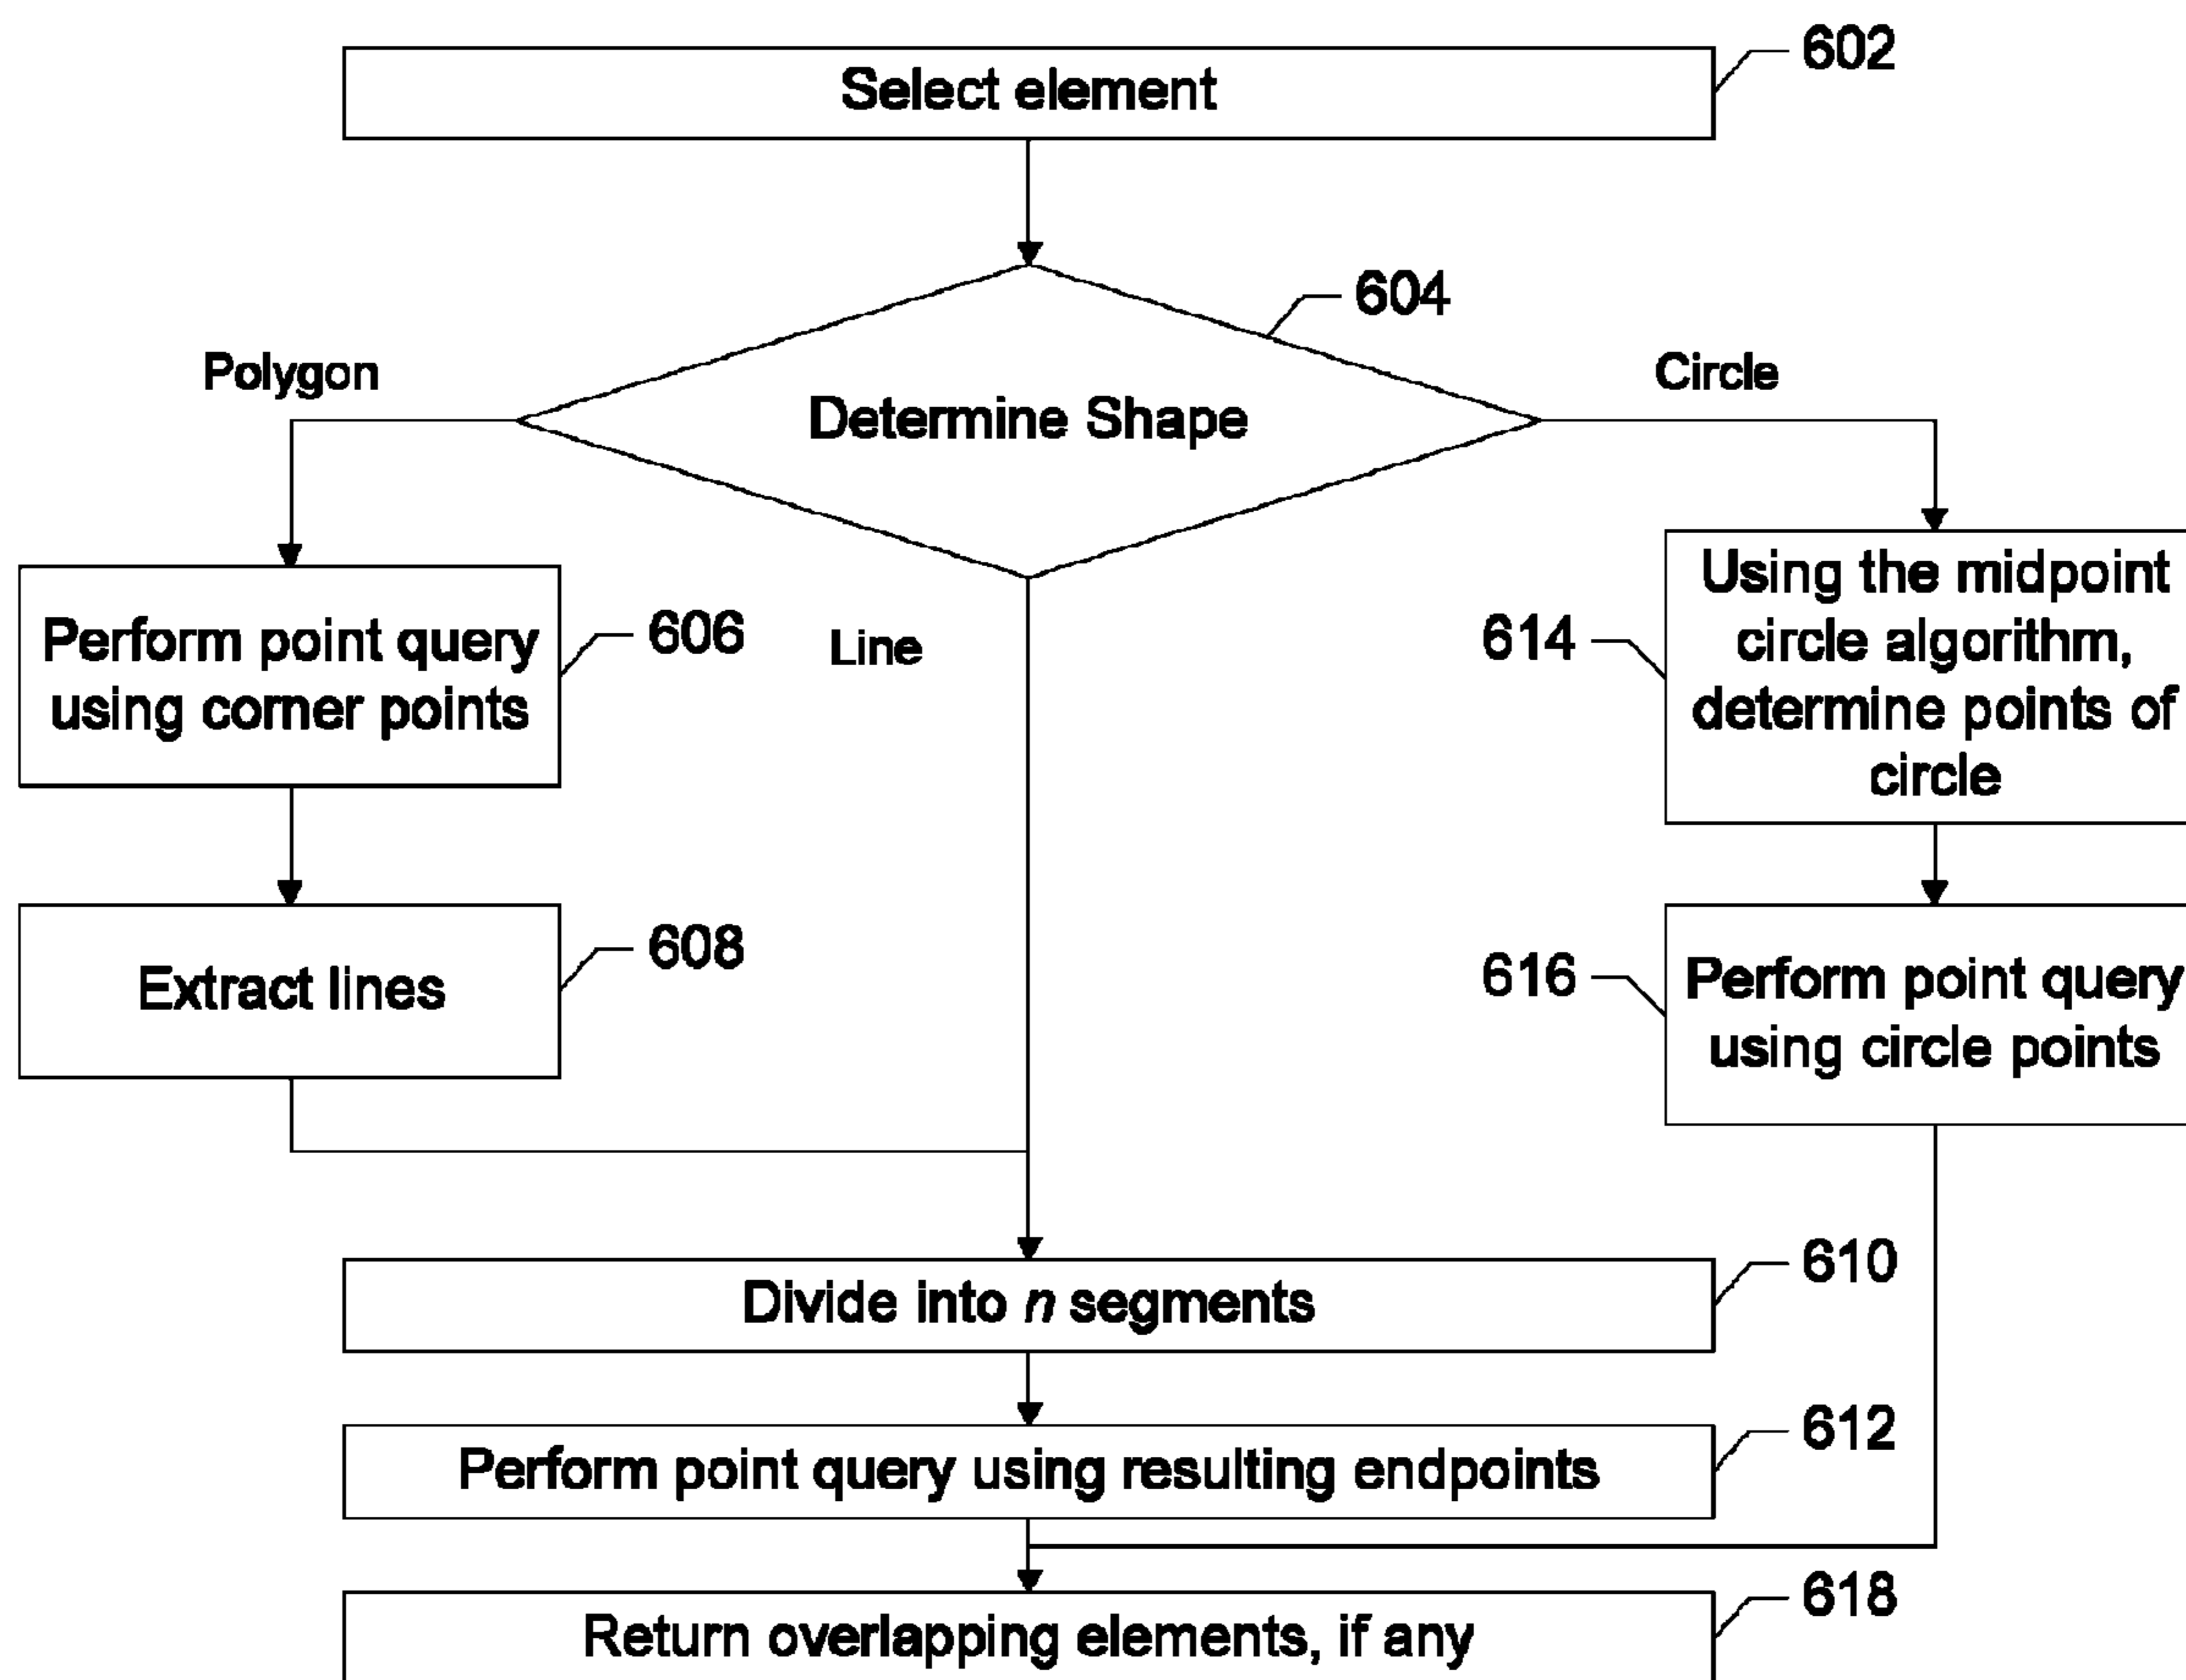 602
Select element
604
Polygon
Circle
Determine Shape
Using the midpoint
circle algorithm,
determine points of
circle
614
Perform point query
using corner points
606
Line
Extract lines
608
616
Perform point query
using circle points
610
Divide into n segments
612
Perform point query using resulting endpoints
618
Return overlapping elements, if any